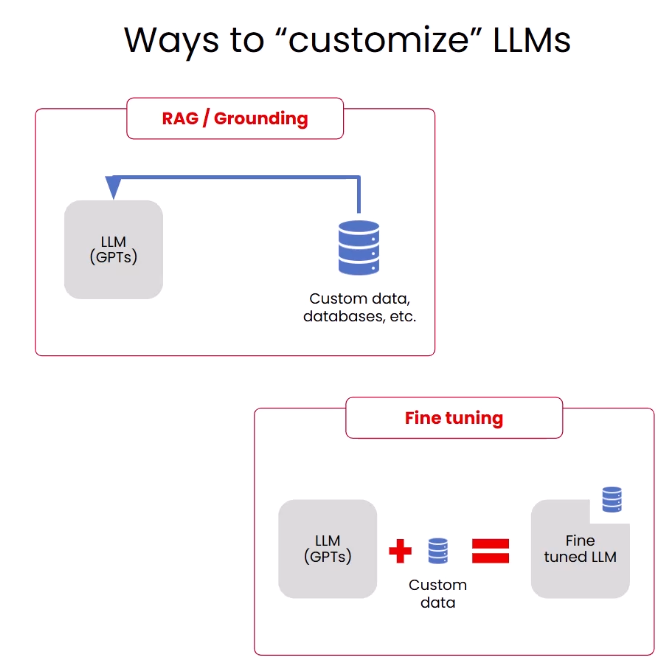 Ways to “customize” LLMs
RAG / Grounding
LLM
(GPTs)
Custom data,
databases, etc.
Fine tuning
LLM
(GPTs)
Custom
data
Fine
tuned LLM